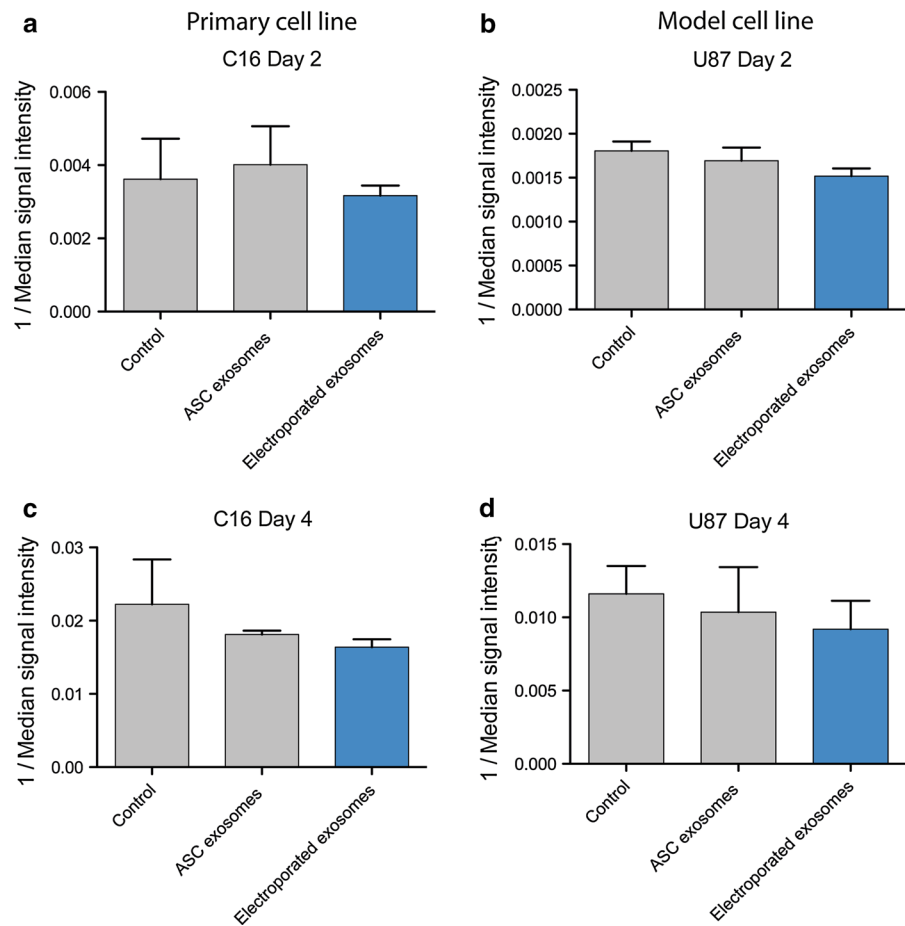 a Primary cell line
C16 Day 2
1 / Median signal intensity
0.006
0.004
0.002
0.000
Control
ASC exosomes
Electroporated exosomes
b Model cell line
U87 Day 2
1 / Median signal intensity
0.0025
0.0020
0.0015
0.0010
0.0005
0.0000
Control
ASC exosomes
Electroporated exosomes
c
C16 Day 4
1 / Median signal intensity
0.03
0.02
0.01
0.00
Control
ASC exosomes
Electroporated exosomes
d
U87 Day 4
1 / Median signal intensity
0.015
0.010
0.005
0.000
Control
ASC exosomes
Electroporated exosomes